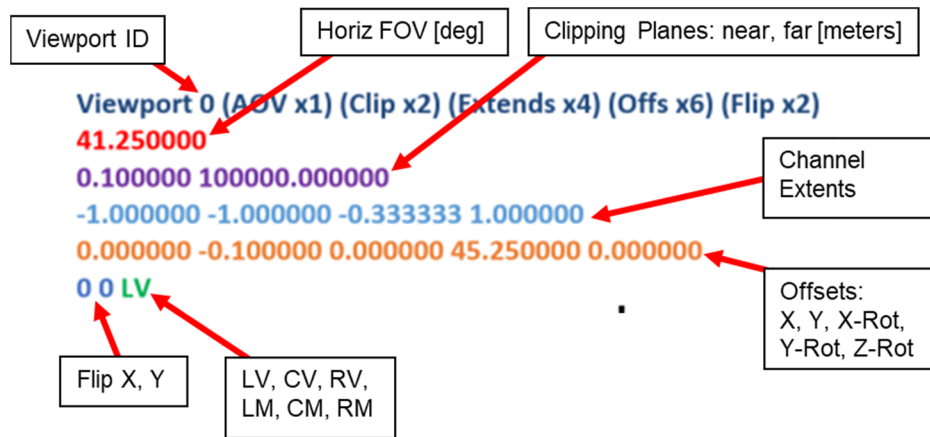 Viewport ID
Horiz FOV [deg]
Clipping Planes: near, far [meters]
Viewport 0 (AOV x1) (Clip x2) (Extends x4) (Offs x6) (Flip x2)
41.250000
0.100000 100000.000000
-1.000000 -1.000000 -0.333333 1.000000
0.000000 -0.100000 0.000000 45.250000 0.000000
0 0 LV
Channel
Extents
Offsets:
X, Y, X-Rot,
Y-Rot, Z-Rot
Flip X, Y
LV, CV, RV,
LM, CM, RM
.